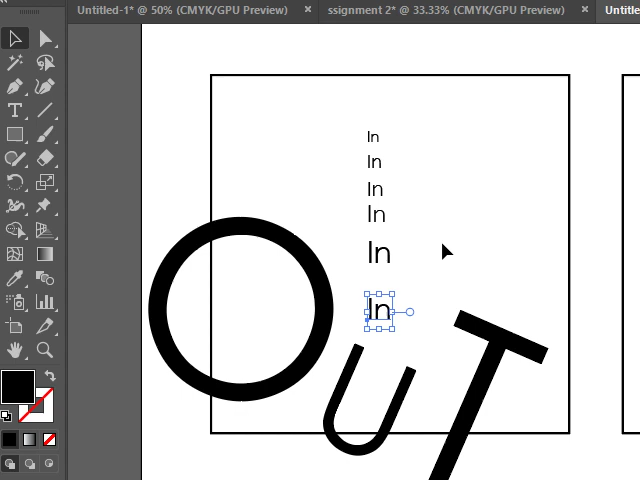 Untitled-1* @ 50% (CMYK/GPU Preview) × ssignment 2* @ 33.33% (CMYK/GPU Preview) × Untitle
In
In
In
In
In
In
O U T